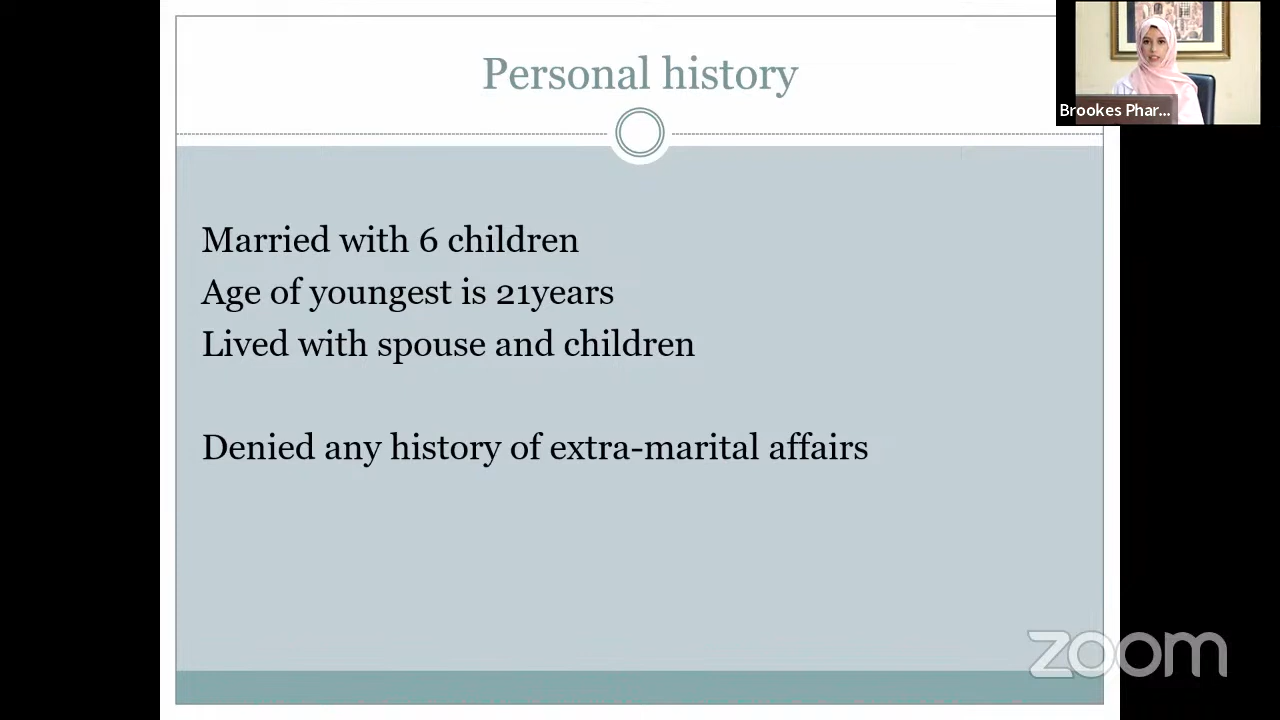 Personal history
Brookes Phar...
Married with 6 children
Age of youngest is 21years
Lived with spouse and children
Denied any history of extra-marital affairs
zoom